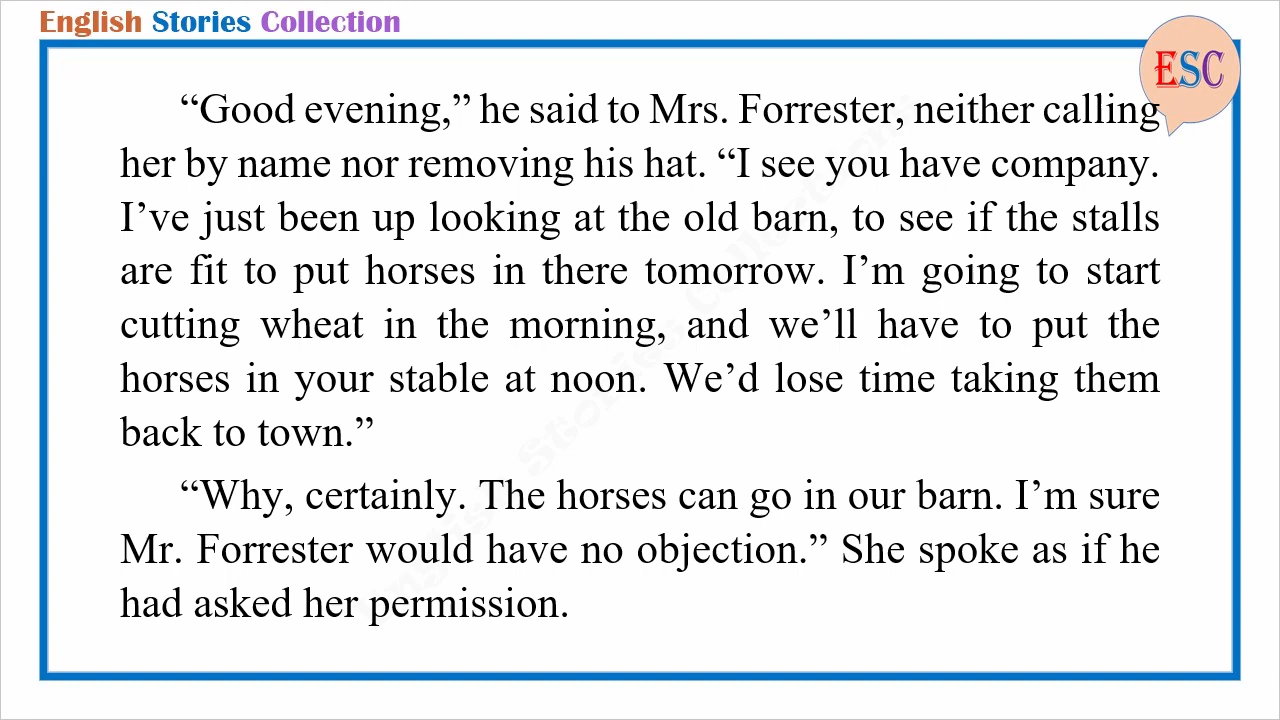 English Stories Collection
ESC
“Good evening,” he said to Mrs. Forrester, neither calling
her by name nor removing his hat. “I see you have company.
I’ve just been up looking at the old barn, to see if the stalls
are fit to put horses in there tomorrow. I’m going to start
cutting wheat in the morning, and we’ll have to put the
horses in your stable at noon. We’d lose time taking them
back to town.”
“Why, certainly. The horses can go in our barn. I’m sure
Mr. Forrester would have no objection.” She spoke as if he
had asked her permission.
English Stories Collection